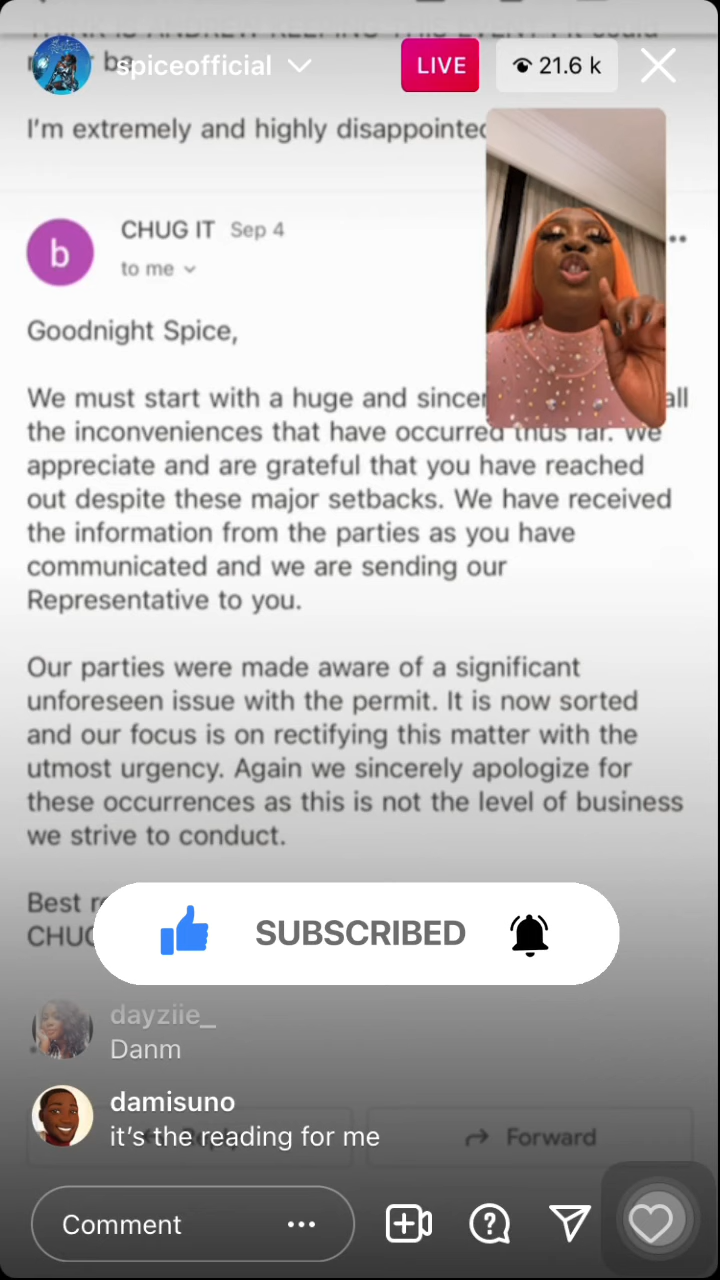 spiceofficial
LIVE
21.6 k
I'm extremely and highly disappointed
b
CHUG IT Sep 4
to me
Goodnight Spice,
We must start with a huge and all
the inconveniences that have occurred thus far. We
appreciate and are grateful that you have reached
out despite these major setbacks. We have received
the information from the parties as you have
communicated and we are sending our
Representative to you.
Our parties were made aware of a significant
unforeseen issue with the permit. It is now sorted
and our focus is on rectifying this matter with the
utmost urgency. Again we sincerely apologize for
these occurrences as this is not the level of business
we strive to conduct.
Best
SUBSCRIBED
dayziie_
Danm
damisuno
it's the reading for me
Forward
Comment